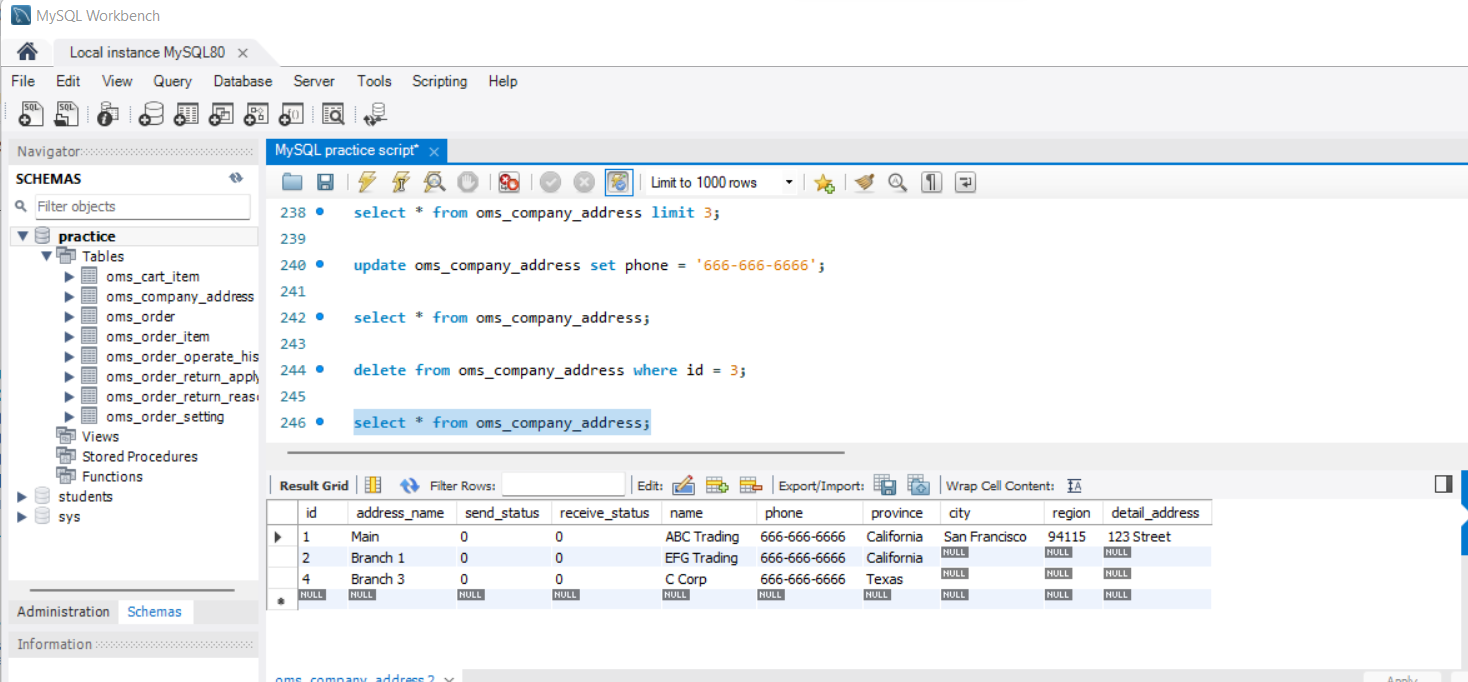 MySQL Workbench
Local instance MySQL80
File Edit View Query Database Server Tools Scripting Help
Navigator
SCHEMAS
Filter objects
practice
Tables
oms_cart_item
oms_company_address
oms_order
oms_order_item
oms_order_operate_his
oms_order_return_apply
oms_order_return_reaso
oms_order_setting
Views
Stored Procedures
Functions
students
sys
Administration Schemas
Information
MySQL practice script*
Limit to 1000 rows
238 select * from oms_company_address limit 3;
239
240 update oms_company_address set phone = '666-666-6666';
241
242 select * from oms_company_address;
243
244 delete from oms_company_address where id = 3;
245
246 select * from oms_company_address;
Result Grid Filter Rows: Edit: Export/Import: Wrap Cell Content:
id address_name send_status receive_status name phone province city region detail_address
1 Main 0 0 ABC Trading 666-666-6666 California San Francisco 94115 123 Street
2 Branch 1 0 0 EFG Trading 666-666-6666 California NULL NULL NULL
4 Branch 3 0 0 C Corp 666-666-6666 Texas NULL NULL NULL
NULL NULL NULL NULL NULL NULL NULL NULL NULL NULL
oms_company_address 2
Apply